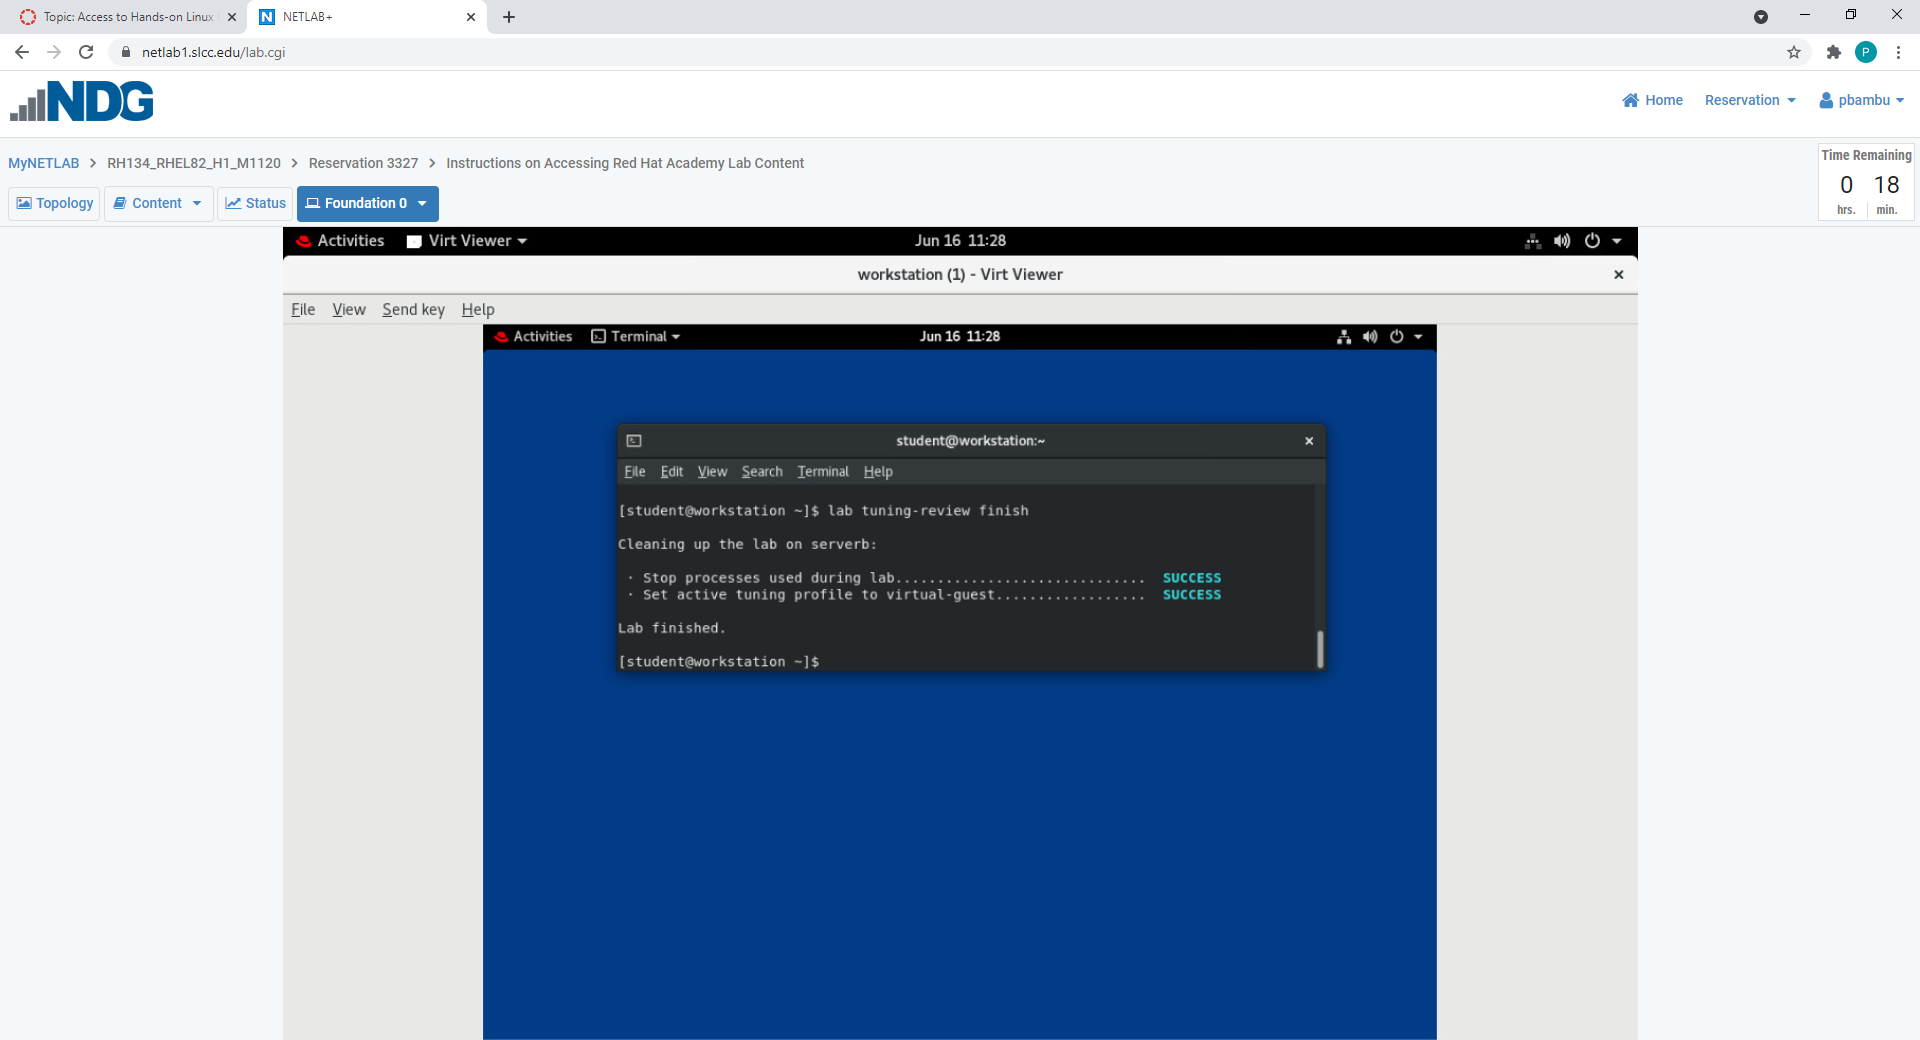 Topic: Access to Hands-on Linux
NETLAB+
netlab1.slcc.edu/lab.cgi
P
NDG
Home
Reservation
pbambu
MyNETLAB > RH134_RHEL82_H1_M1120 > Reservation 3327 > Instructions on Accessing Red Hat Academy Lab Content
Time Remaining
0 18
hrs. min.
Topology
Content
Status
Foundation 0
Activities
Virt Viewer
Jun 16 11:28
workstation (1) - Virt Viewer
File View Send key Help
Activities
Terminal
Jun 16 11:28
student@workstation:~
File Edit View Search Terminal Help
[student@workstation ~]$ lab tuning-review finish
Cleaning up the lab on serverb:
· Stop processes used during lab.............................. SUCCESS
· Set active tuning profile to virtual-guest.................. SUCCESS
Lab finished.
[student@workstation ~]$